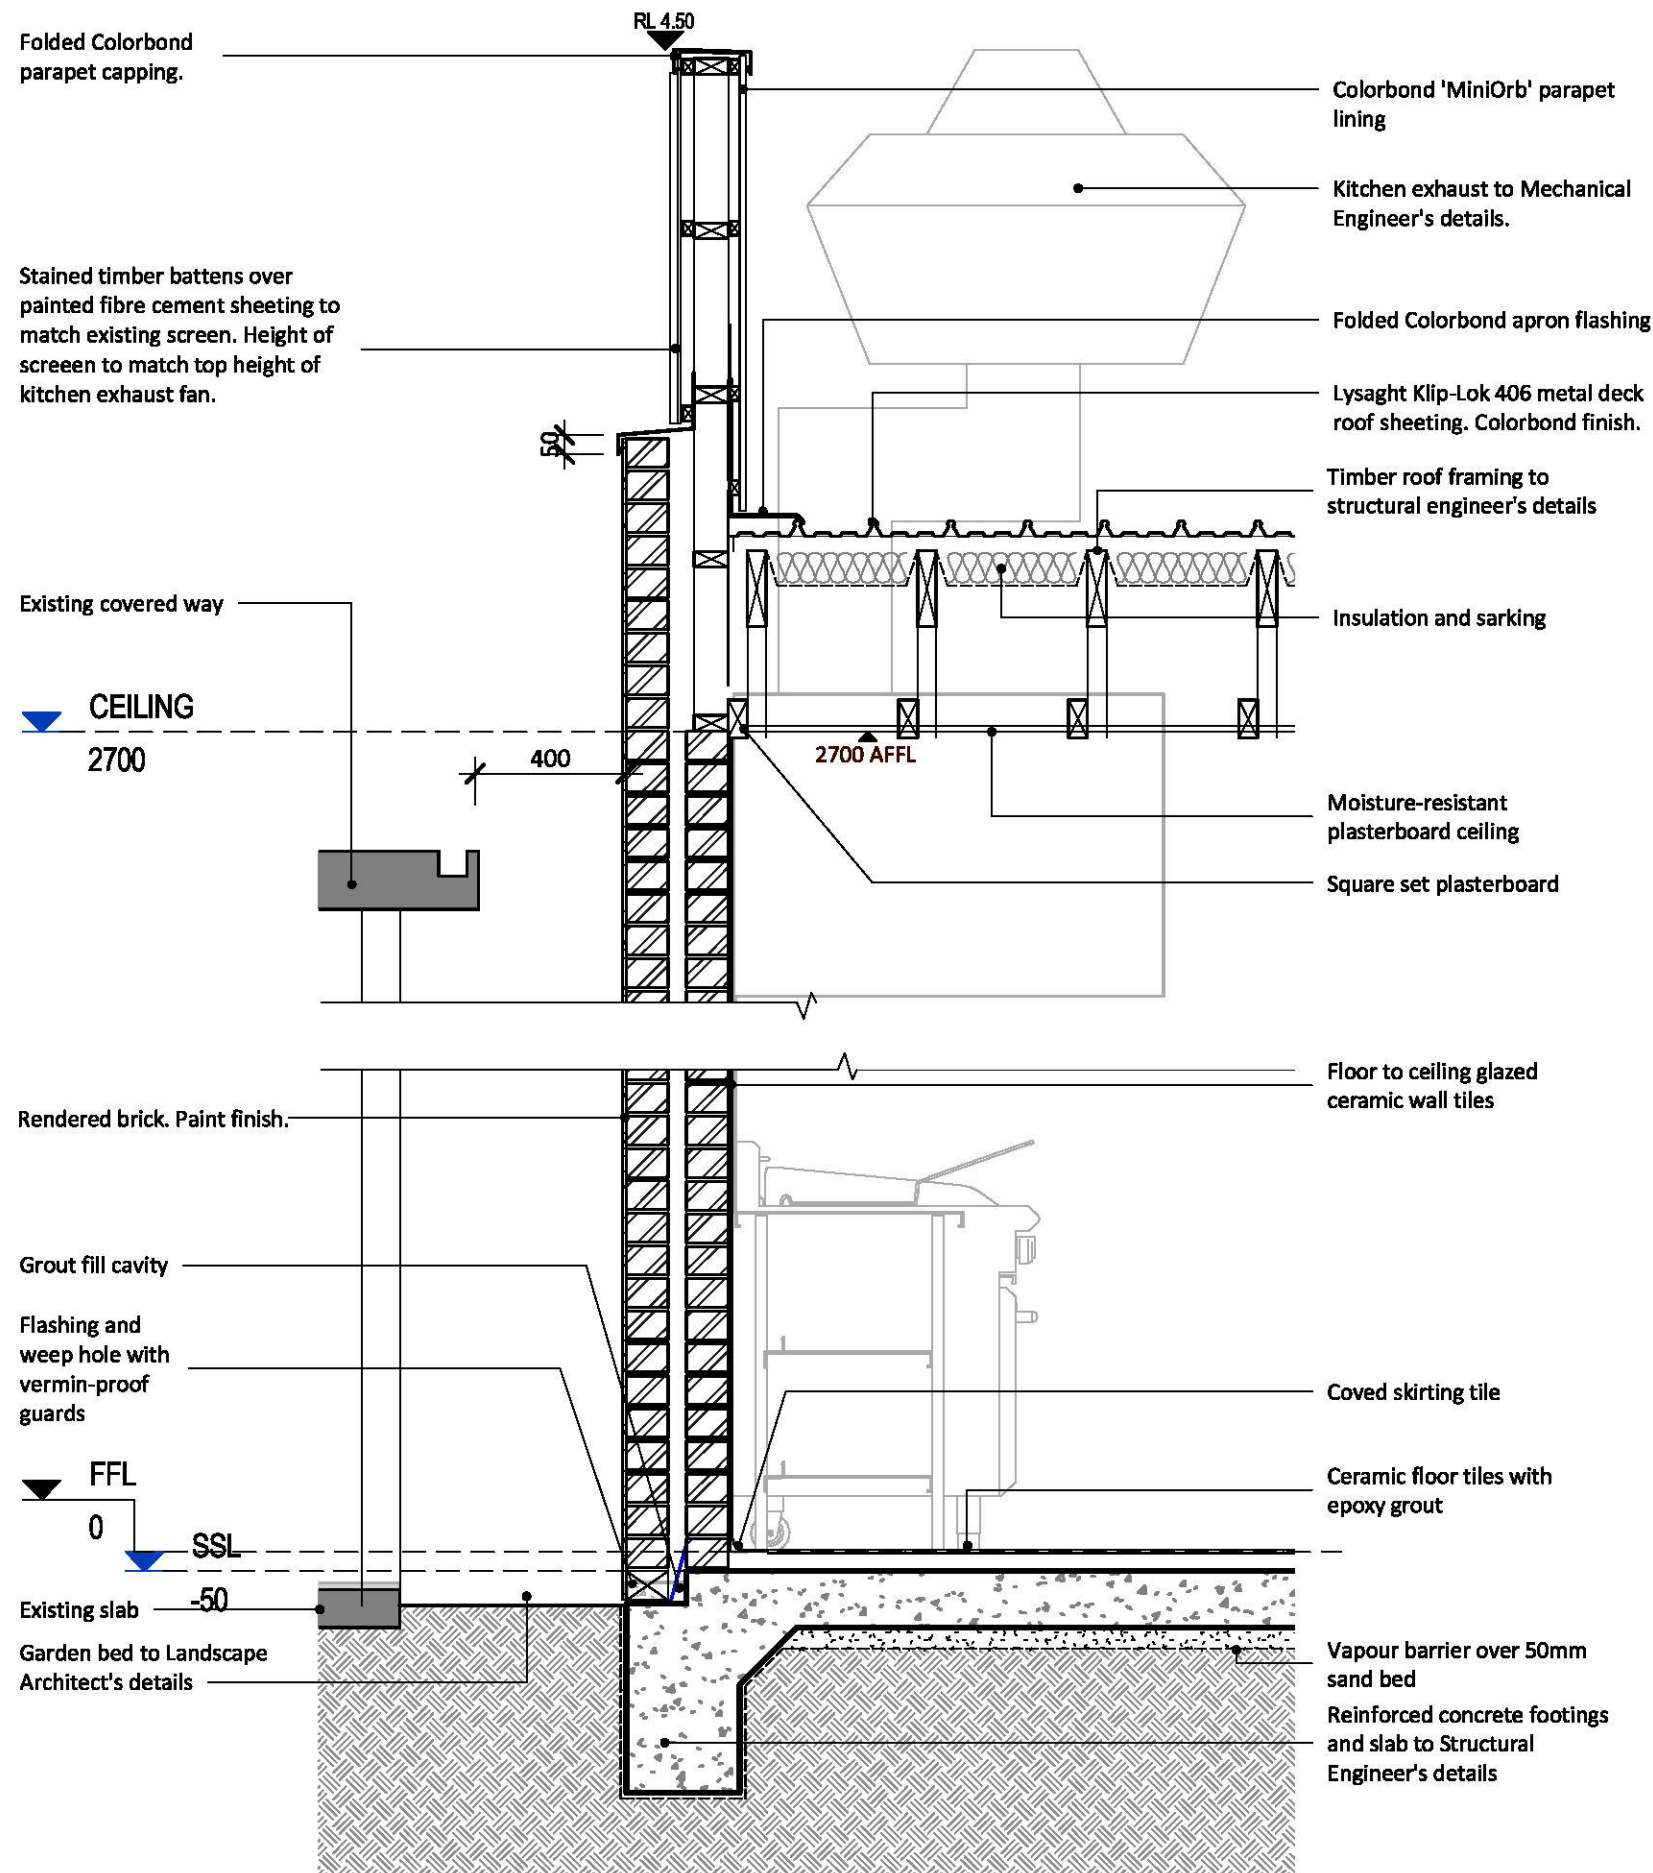 RL 4.50
Folded Colorbond
parapet capping.
Colorbond 'MiniOrb' parapet
lining
Kitchen exhaust to Mechanical
Engineer's details.
Stained timber battens over
painted fibre cement sheeting to
match existing screen. Height of
screeen to match top height of
kitchen exhaust fan.
Folded Colorbond apron flashing
Lysaght Klip-Lok 406 metal deck
roof sheeting. Colorbond finish.
50
Timber roof framing to
structural engineer's details
Existing covered way
Insulation and sarking
CEILING
2700
400
2700 AFFL
Moisture-resistant
plasterboard ceiling
Square set plasterboard
Floor to ceiling glazed
ceramic wall tiles
Rendered brick. Paint finish.
Grout fill cavity
Flashing and
weep hole with
vermin-proof
guards
Coved skirting tile
FFL
0
Ceramic floor tiles with
epoxy grout
SSL
-50
Existing slab
Garden bed to Landscape
Architect's details
Vapour barrier over 50mm
sand bed
Reinforced concrete footings
and slab to Structural
Engineer's details